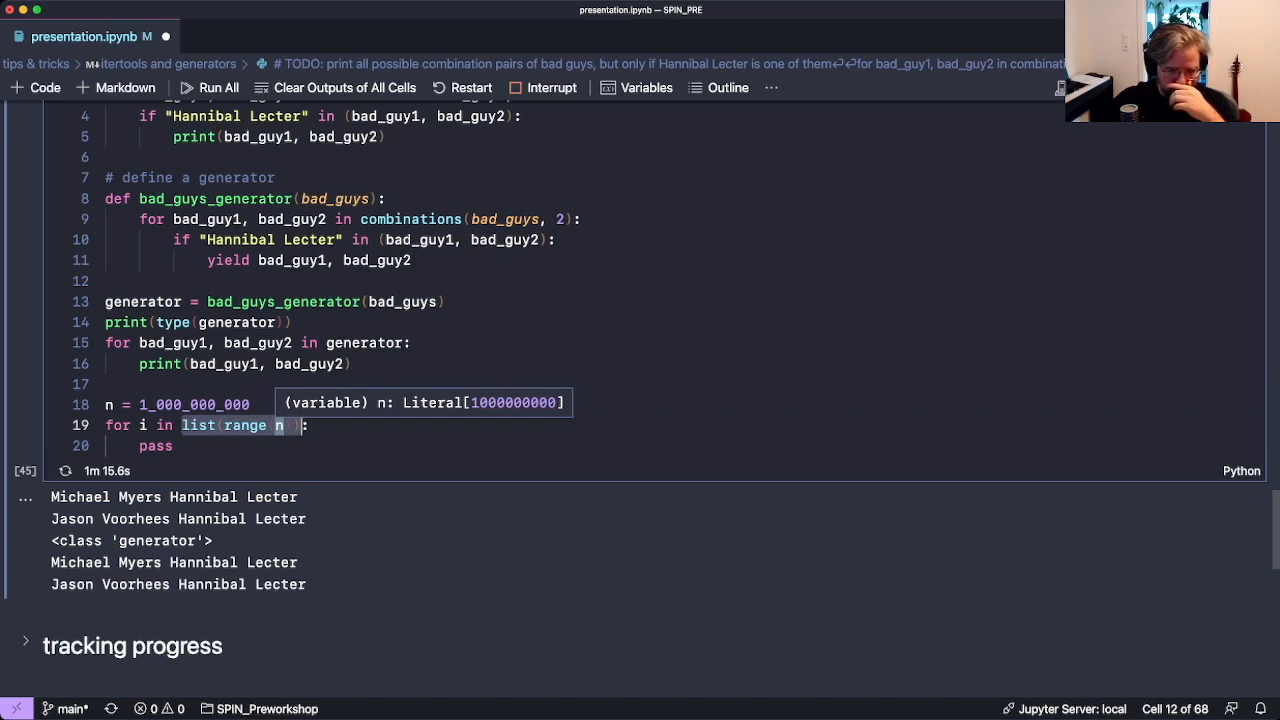 presentation.ipynb — SPIN_PRE
presentation.ipynb M
tips & tricks > M↓itertools and generators > # TODO: print all possible combination pairs of bad guys, but only if Hannibal Lecter is one of them⏎⏎for bad_guy1, bad_guy2 in combinati
+ Code + Markdown Run All Clear Outputs of All Cells Restart Interrupt Variables Outline ...
4 if "Hannibal Lecter" in (bad_guy1, bad_guy2):
5 print(bad_guy1, bad_guy2)
6
7 # define a generator
8 def bad_guys_generator(bad_guys):
9 for bad_guy1, bad_guy2 in combinations(bad_guys, 2):
10 if "Hannibal Lecter" in (bad_guy1, bad_guy2):
11 yield bad_guy1, bad_guy2
12
13 generator = bad_guys_generator(bad_guys)
14 print(type(generator))
15 for bad_guy1, bad_guy2 in generator:
16 print(bad_guy1, bad_guy2)
17
(variable) n: Literal[1000000000]
18 n = 1_000_000_000
19 for i in list(range(n)):
20 pass
[45] 1m 15.6s Python
... Michael Myers Hannibal Lecter
Jason Voorhees Hannibal Lecter
<class 'generator'>
Michael Myers Hannibal Lecter
Jason Voorhees Hannibal Lecter
> tracking progress
main* 0 0 SPIN_Preworkshop Jupyter Server: local Cell 12 of 68